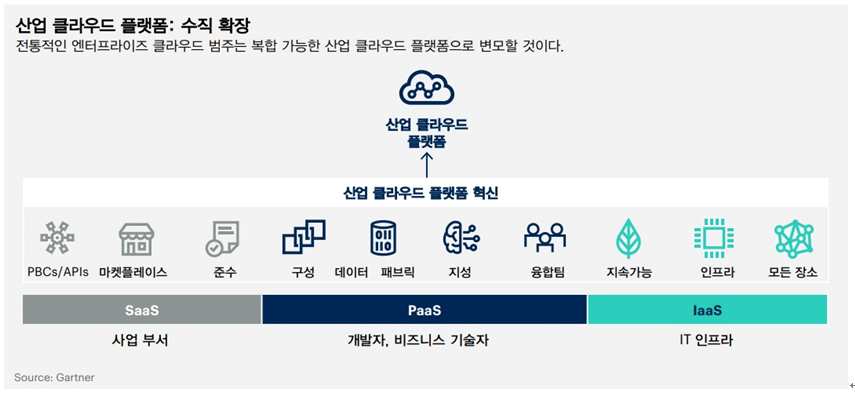 산업 클라우드 플랫폼: 수직 확장
전통적인 엔터프라이즈 클라우드 범주는 복합 가능한 산업 클라우드 플랫폼으로 변모할 것이다.
산업 클라우드
플랫폼
산업 클라우드 플랫폼 혁신
PBCs/APIs 마켓플레이스 준수 구성 데이터 패브릭 지성 융합팀 지속가능 인프라 모든 장소
SaaS PaaS IaaS
사업 부서 개발자, 비즈니스 기술자 IT 인프라
Source: Gartner